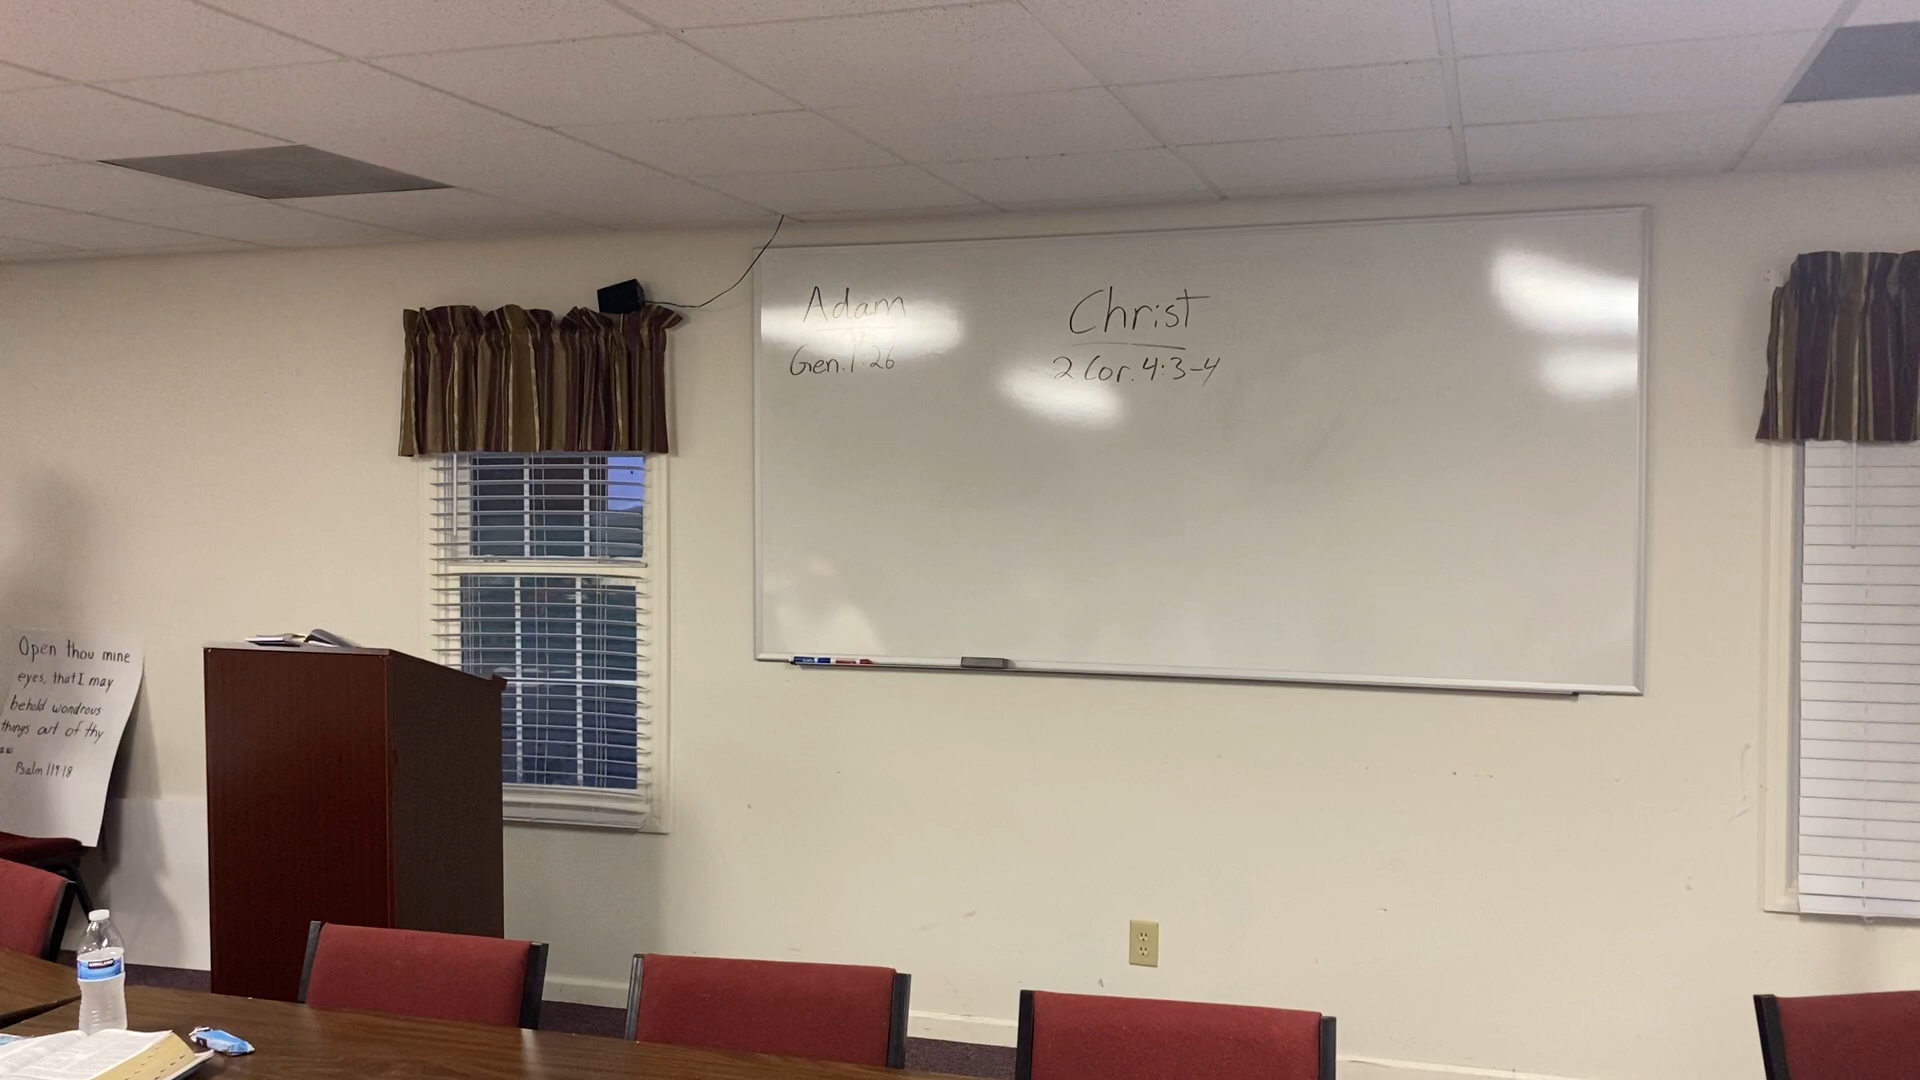 Adam
Gen. 1:26
Christ
2 Cor. 4:3-4
Open thou mine
eyes, that I may
behold wondrous
things out of thy
aw
Psalm 119:18